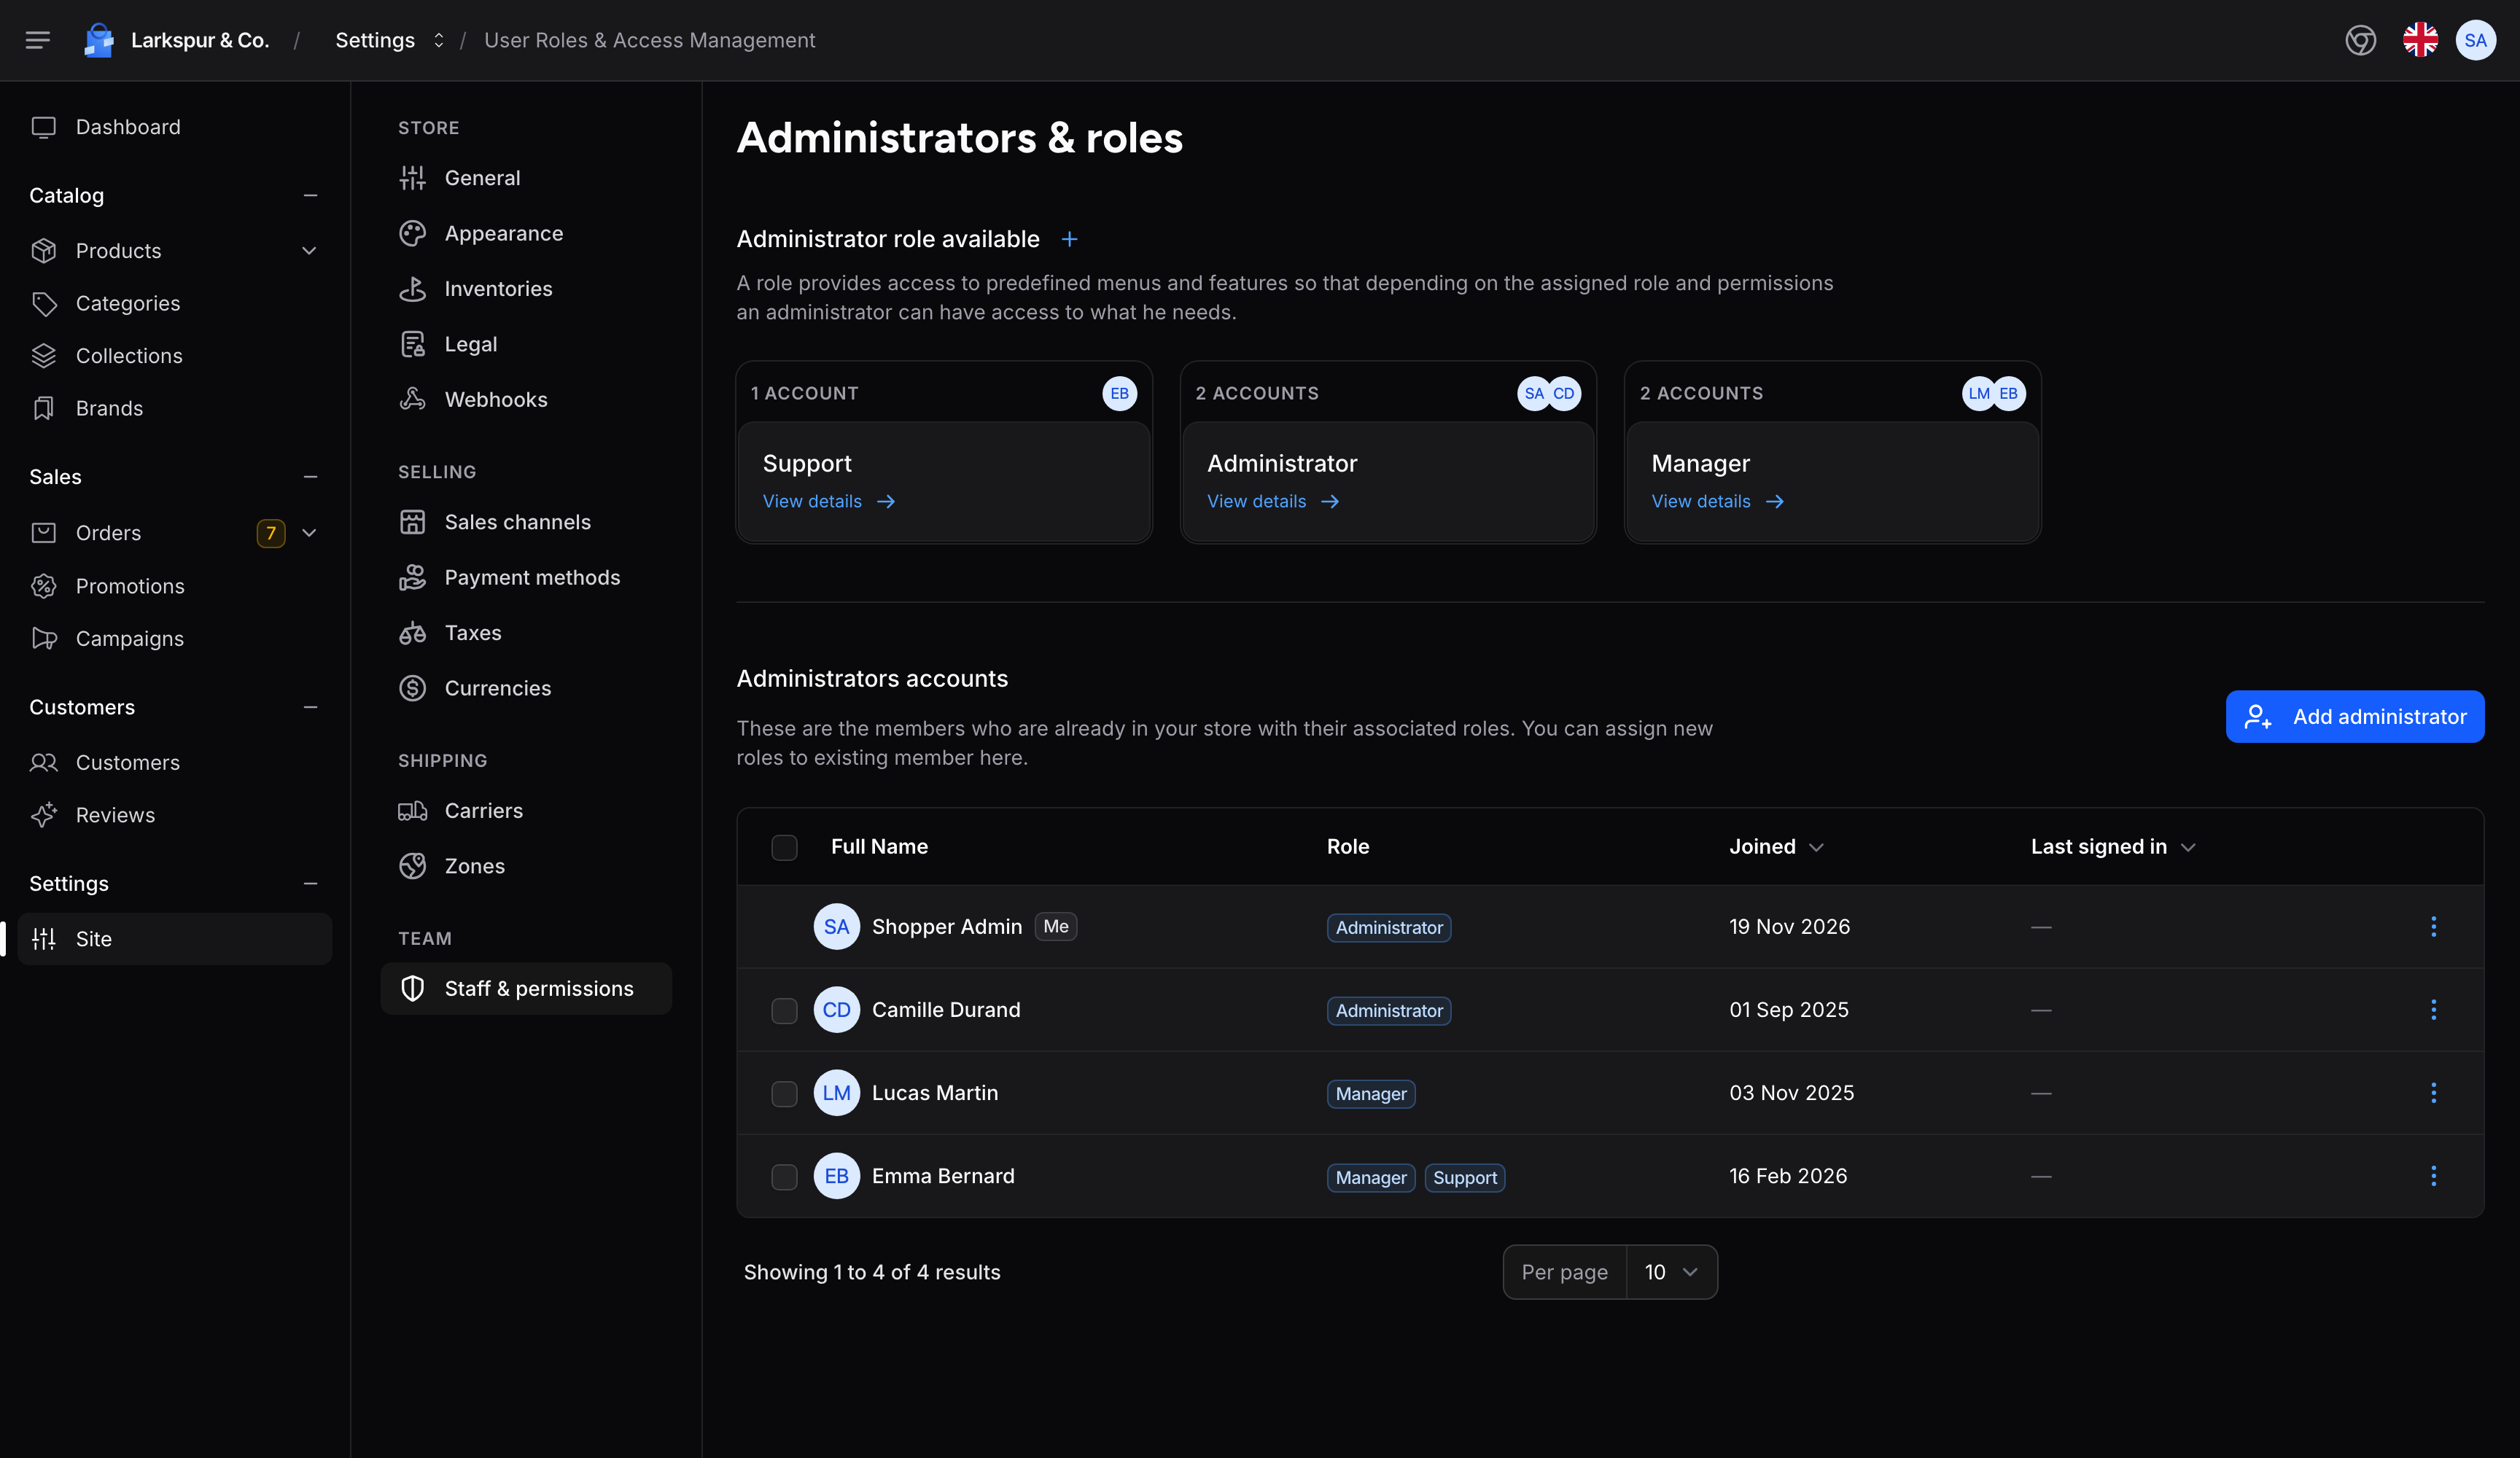 Larkspur & Co. / Settings / User Roles & Access Management
SA
Dashboard
Catalog
Products
Categories
Collections
Brands
Sales
Orders 7
Promotions
Campaigns
Customers
Customers
Reviews
Settings
Site
STORE
General
Appearance
Inventories
Legal
Webhooks
SELLING
Sales channels
Payment methods
Taxes
Currencies
SHIPPING
Carriers
Zones
TEAM
Staff & permissions
Administrators & roles
Administrator role available
A role provides access to predefined menus and features so that depending on the assigned role and permissions
an administrator can have access to what he needs.
1 ACCOUNT EB
Support
View details
2 ACCOUNTS SA CD
Administrator
View details
2 ACCOUNTS LM EB
Manager
View details
Administrators accounts
These are the members who are already in your store with their associated roles. You can assign new
roles to existing member here.
Add administrator
Full Name Role Joined Last signed in
SA Shopper Admin Me Administrator 19 Nov 2026 —
CD Camille Durand Administrator 01 Sep 2025 —
LM Lucas Martin Manager 03 Nov 2025 —
EB Emma Bernard Manager Support 16 Feb 2026 —
Showing 1 to 4 of 4 results
Per page 10